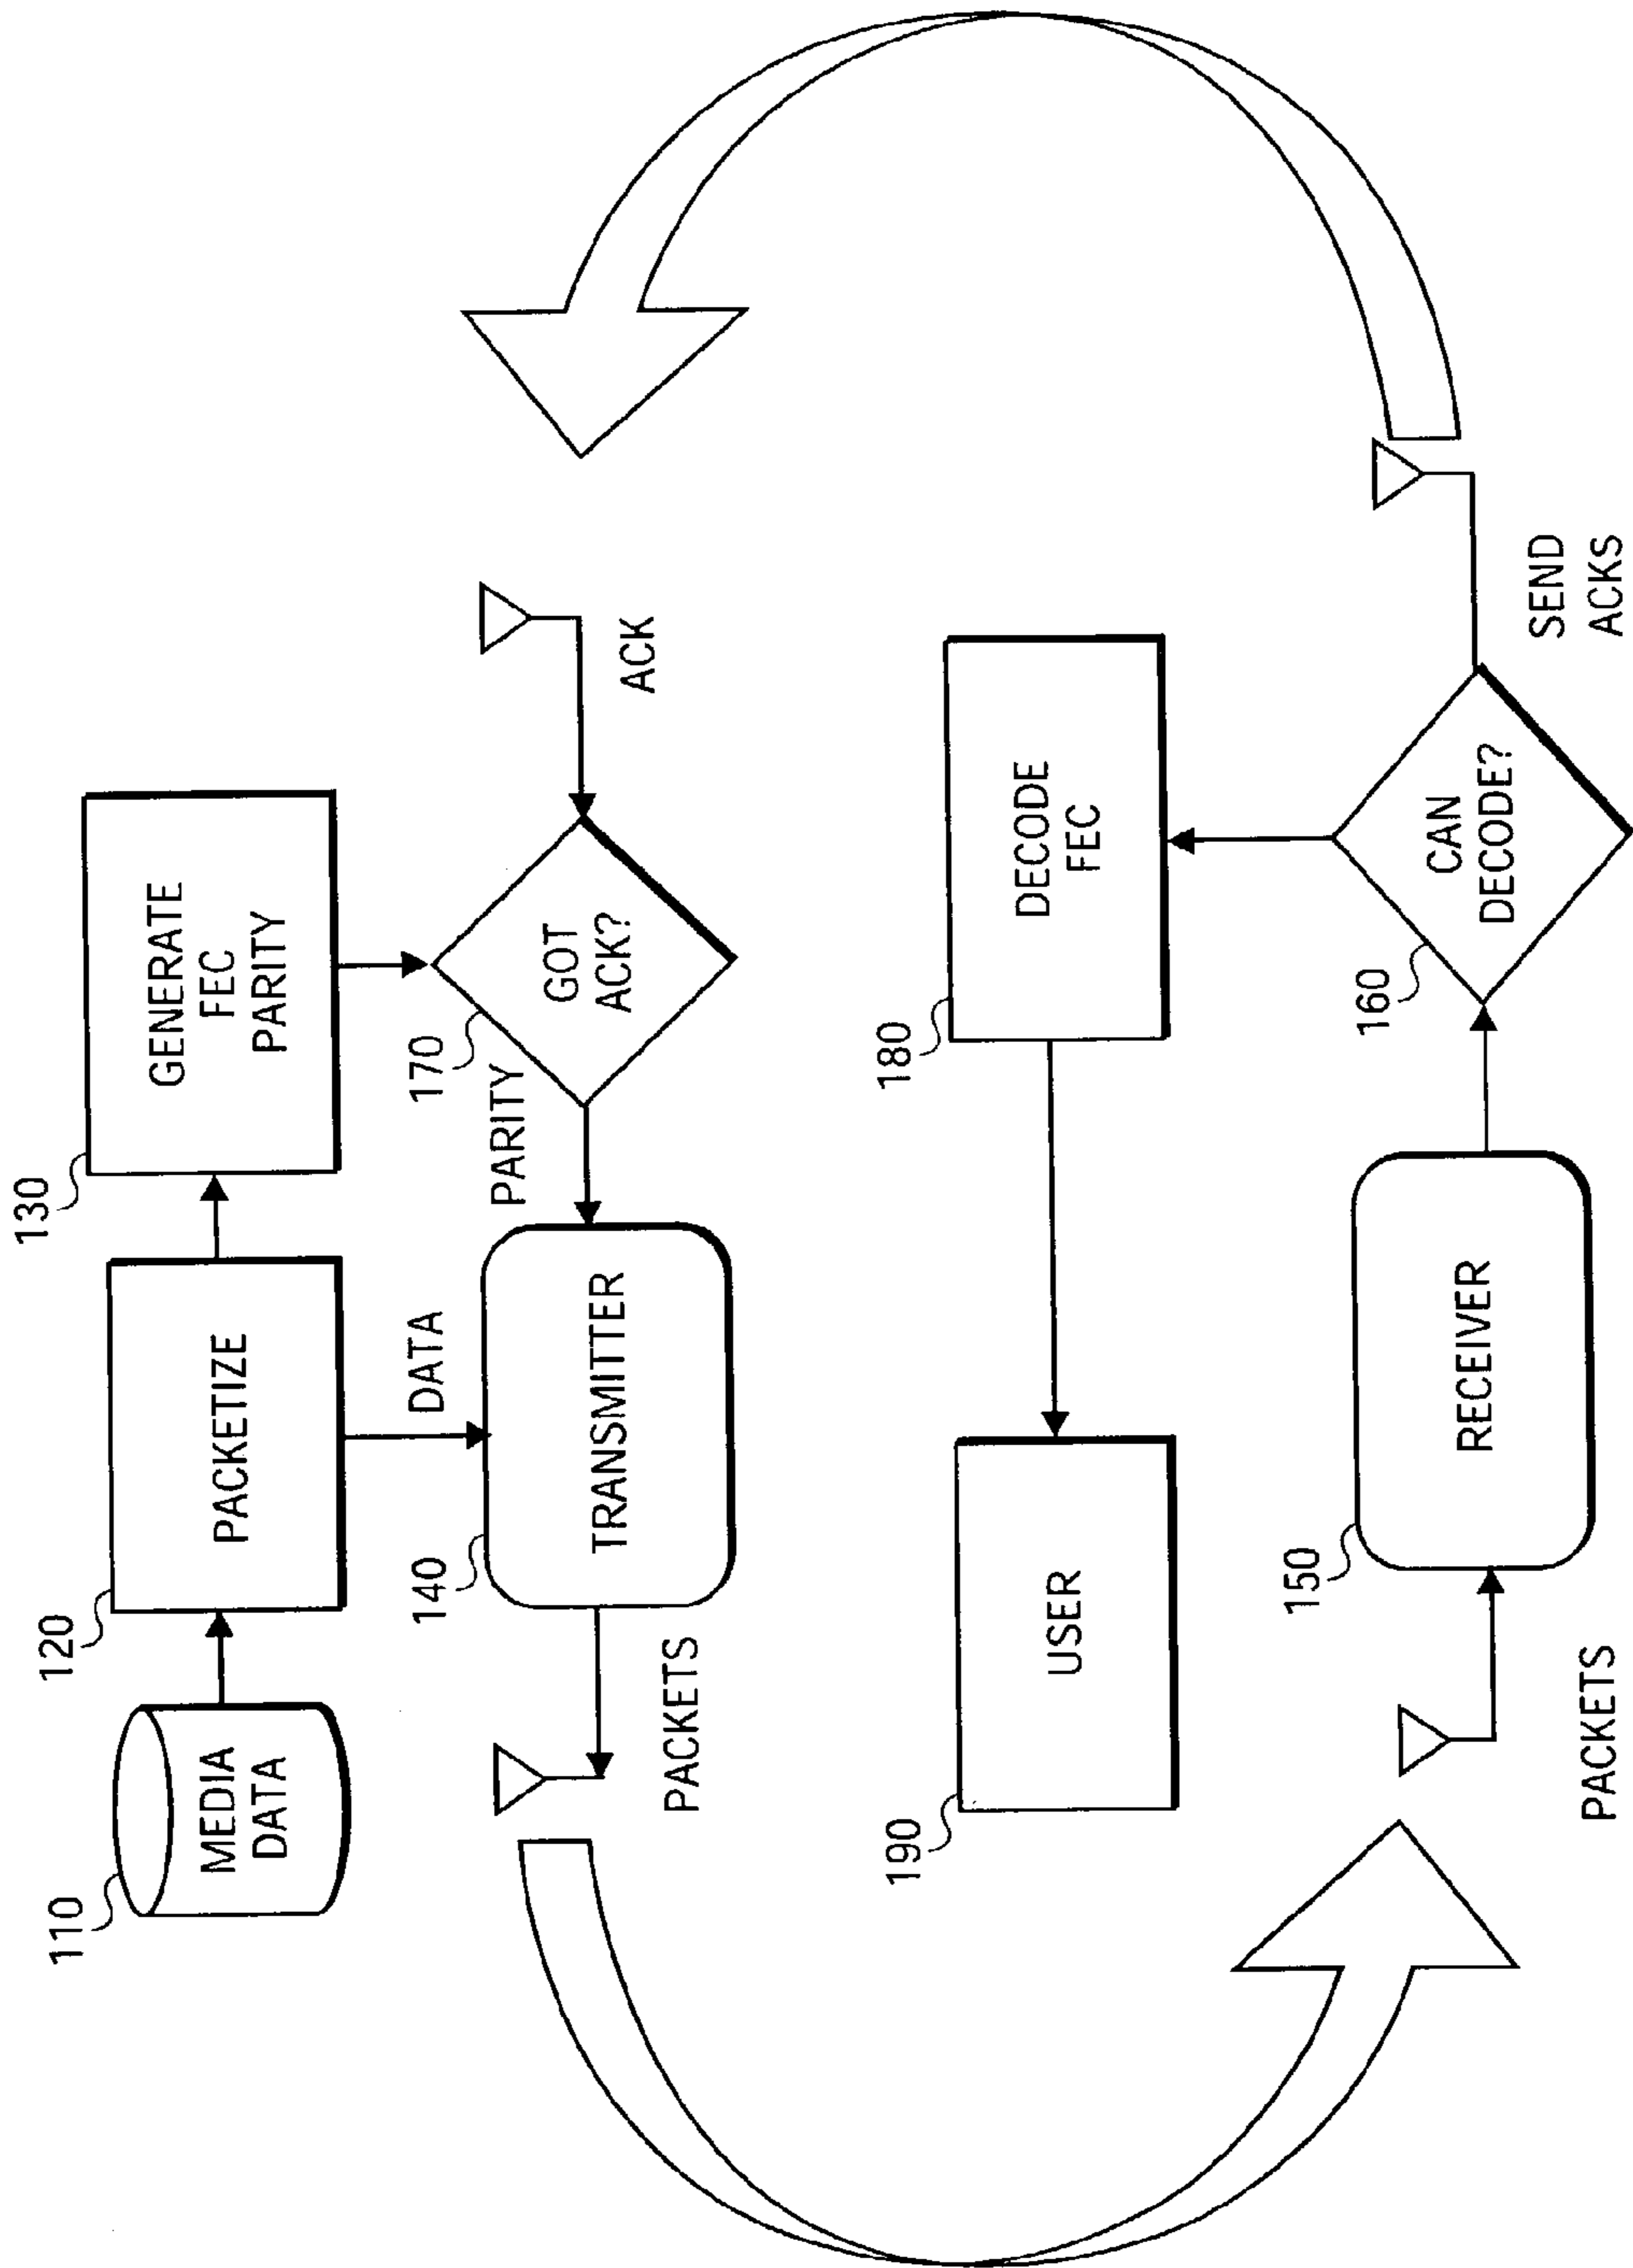 110
MEDIA
DATA
120
PACKETIZE
130
GENERATE
FEC
PARITY
DATA
140
TRANSMITTER
PARITY
170
GOT
ACK?
ACK
PACKETS
190
USER
180
DECODE
FEC
PACKETS
150
RECEIVER
160
CAN
DECODE?
SEND
ACKS